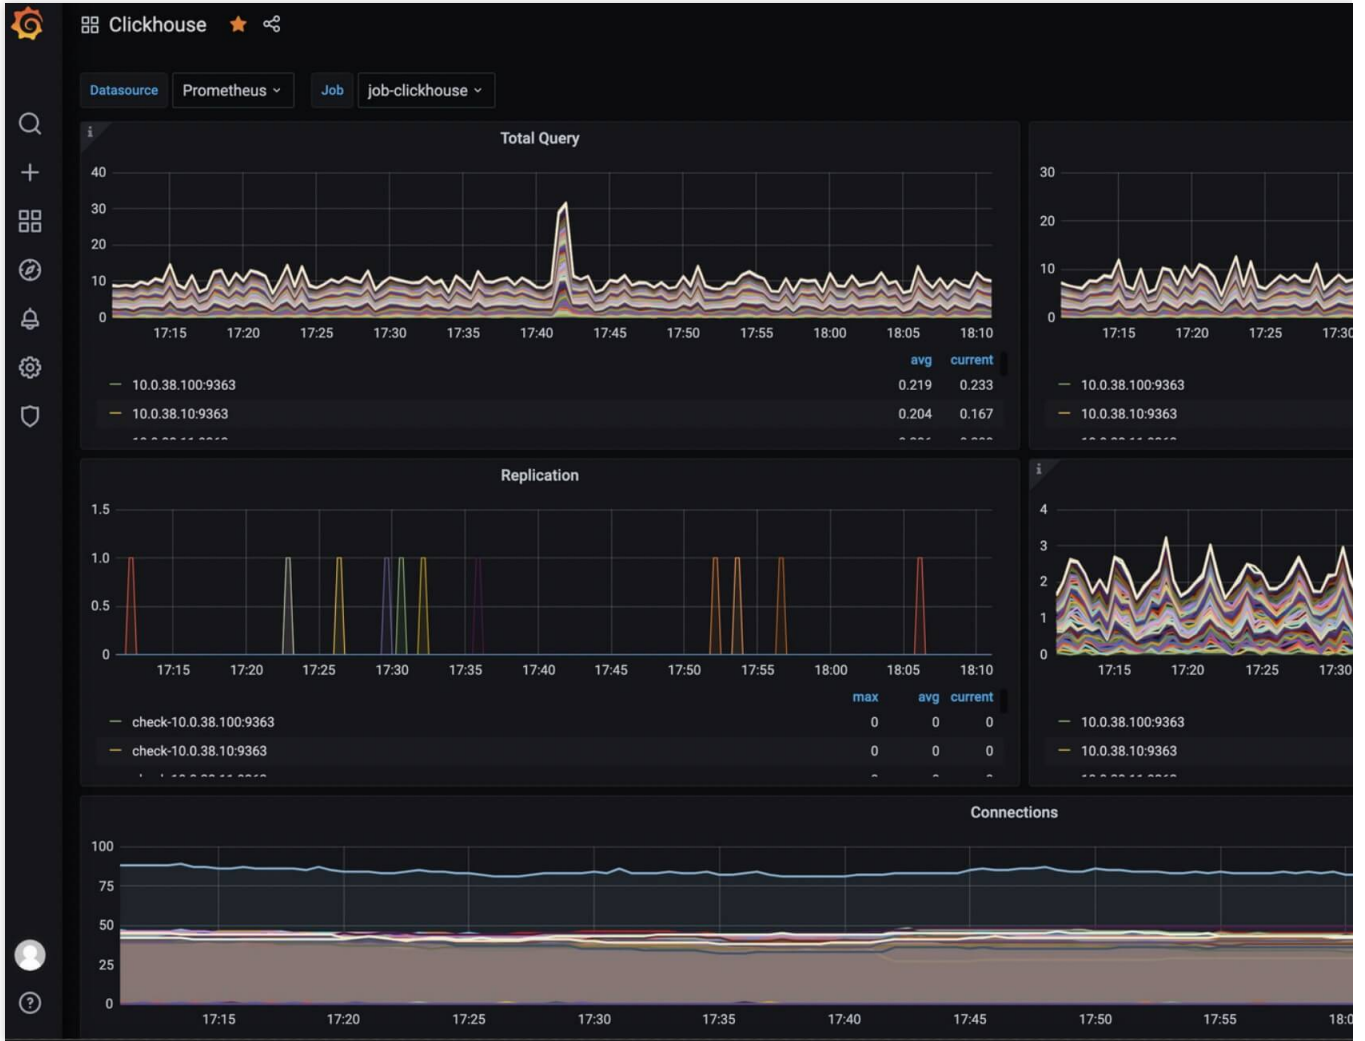 Clickhouse
Datasource Prometheus Job job-clickhouse
Total Query
40
30
20
10
0
17:15 17:20 17:25 17:30 17:35 17:40 17:45 17:50 17:55 18:00 18:05 18:10
avg current
10.0.38.100:9363 0.219 0.233
10.0.38.10:9363 0.204 0.167
30
20
10
0
17:15 17:20 17:25 17:30
10.0.38.100:9363
10.0.38.10:9363
Replication
1.5
1.0
0.5
0
17:15 17:20 17:25 17:30 17:35 17:40 17:45 17:50 17:55 18:00 18:05 18:10
max avg current
check-10.0.38.100:9363 0 0 0
check-10.0.38.10:9363 0 0 0
4
3
2
1
0
17:15 17:20 17:25 17:30
10.0.38.100:9363
10.0.38.10:9363
Connections
100
75
50
25
0
17:15 17:20 17:25 17:30 17:35 17:40 17:45 17:50 17:55 18:0